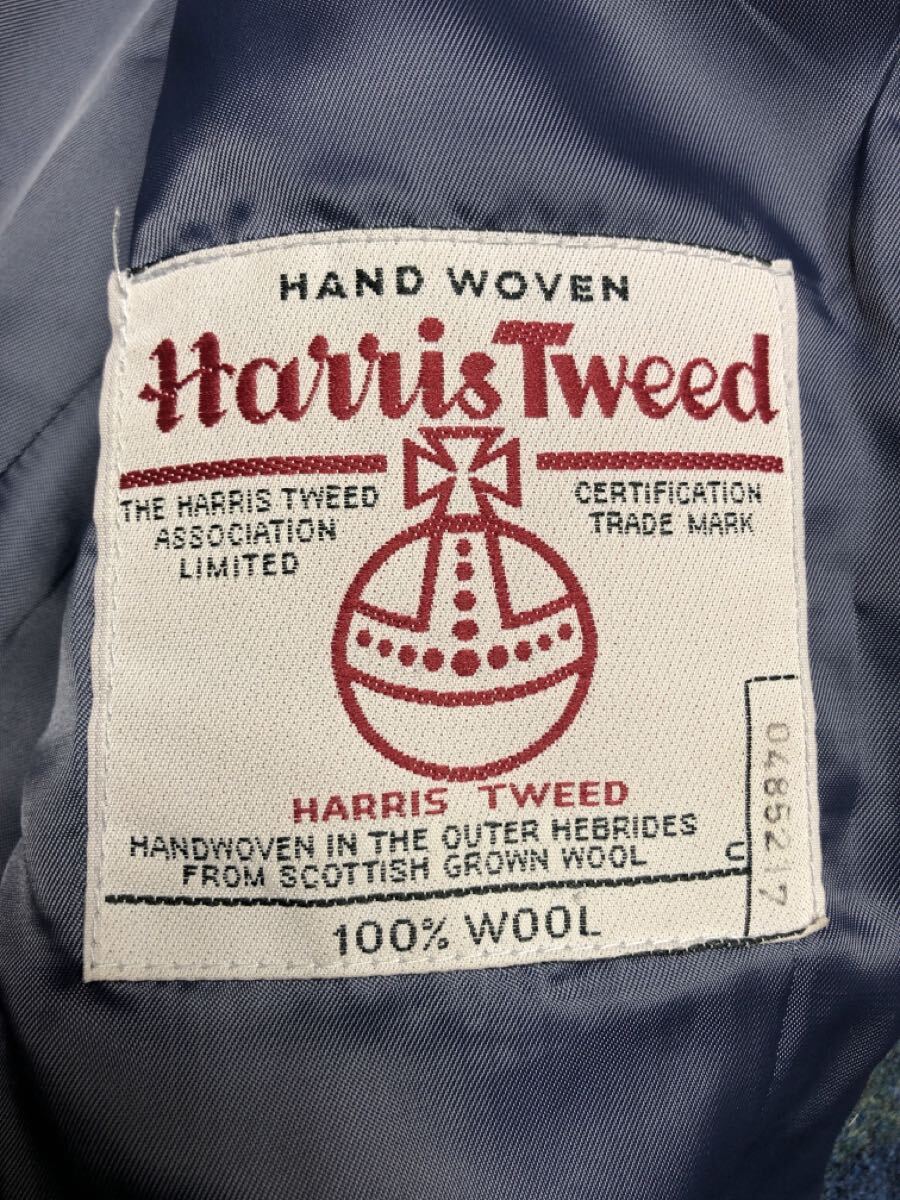 HAND WOVEN
Harris Tweed
THE HARRIS TWEED
ASSOCIATION
LIMITED
CERTIFICATION
TRADE MARK
HARRIS TWEED
HANDWOVEN IN THE OUTER HEBRIDES
FROM SCOTTISH GROWN WOOL
C
100% WOOL
0485217